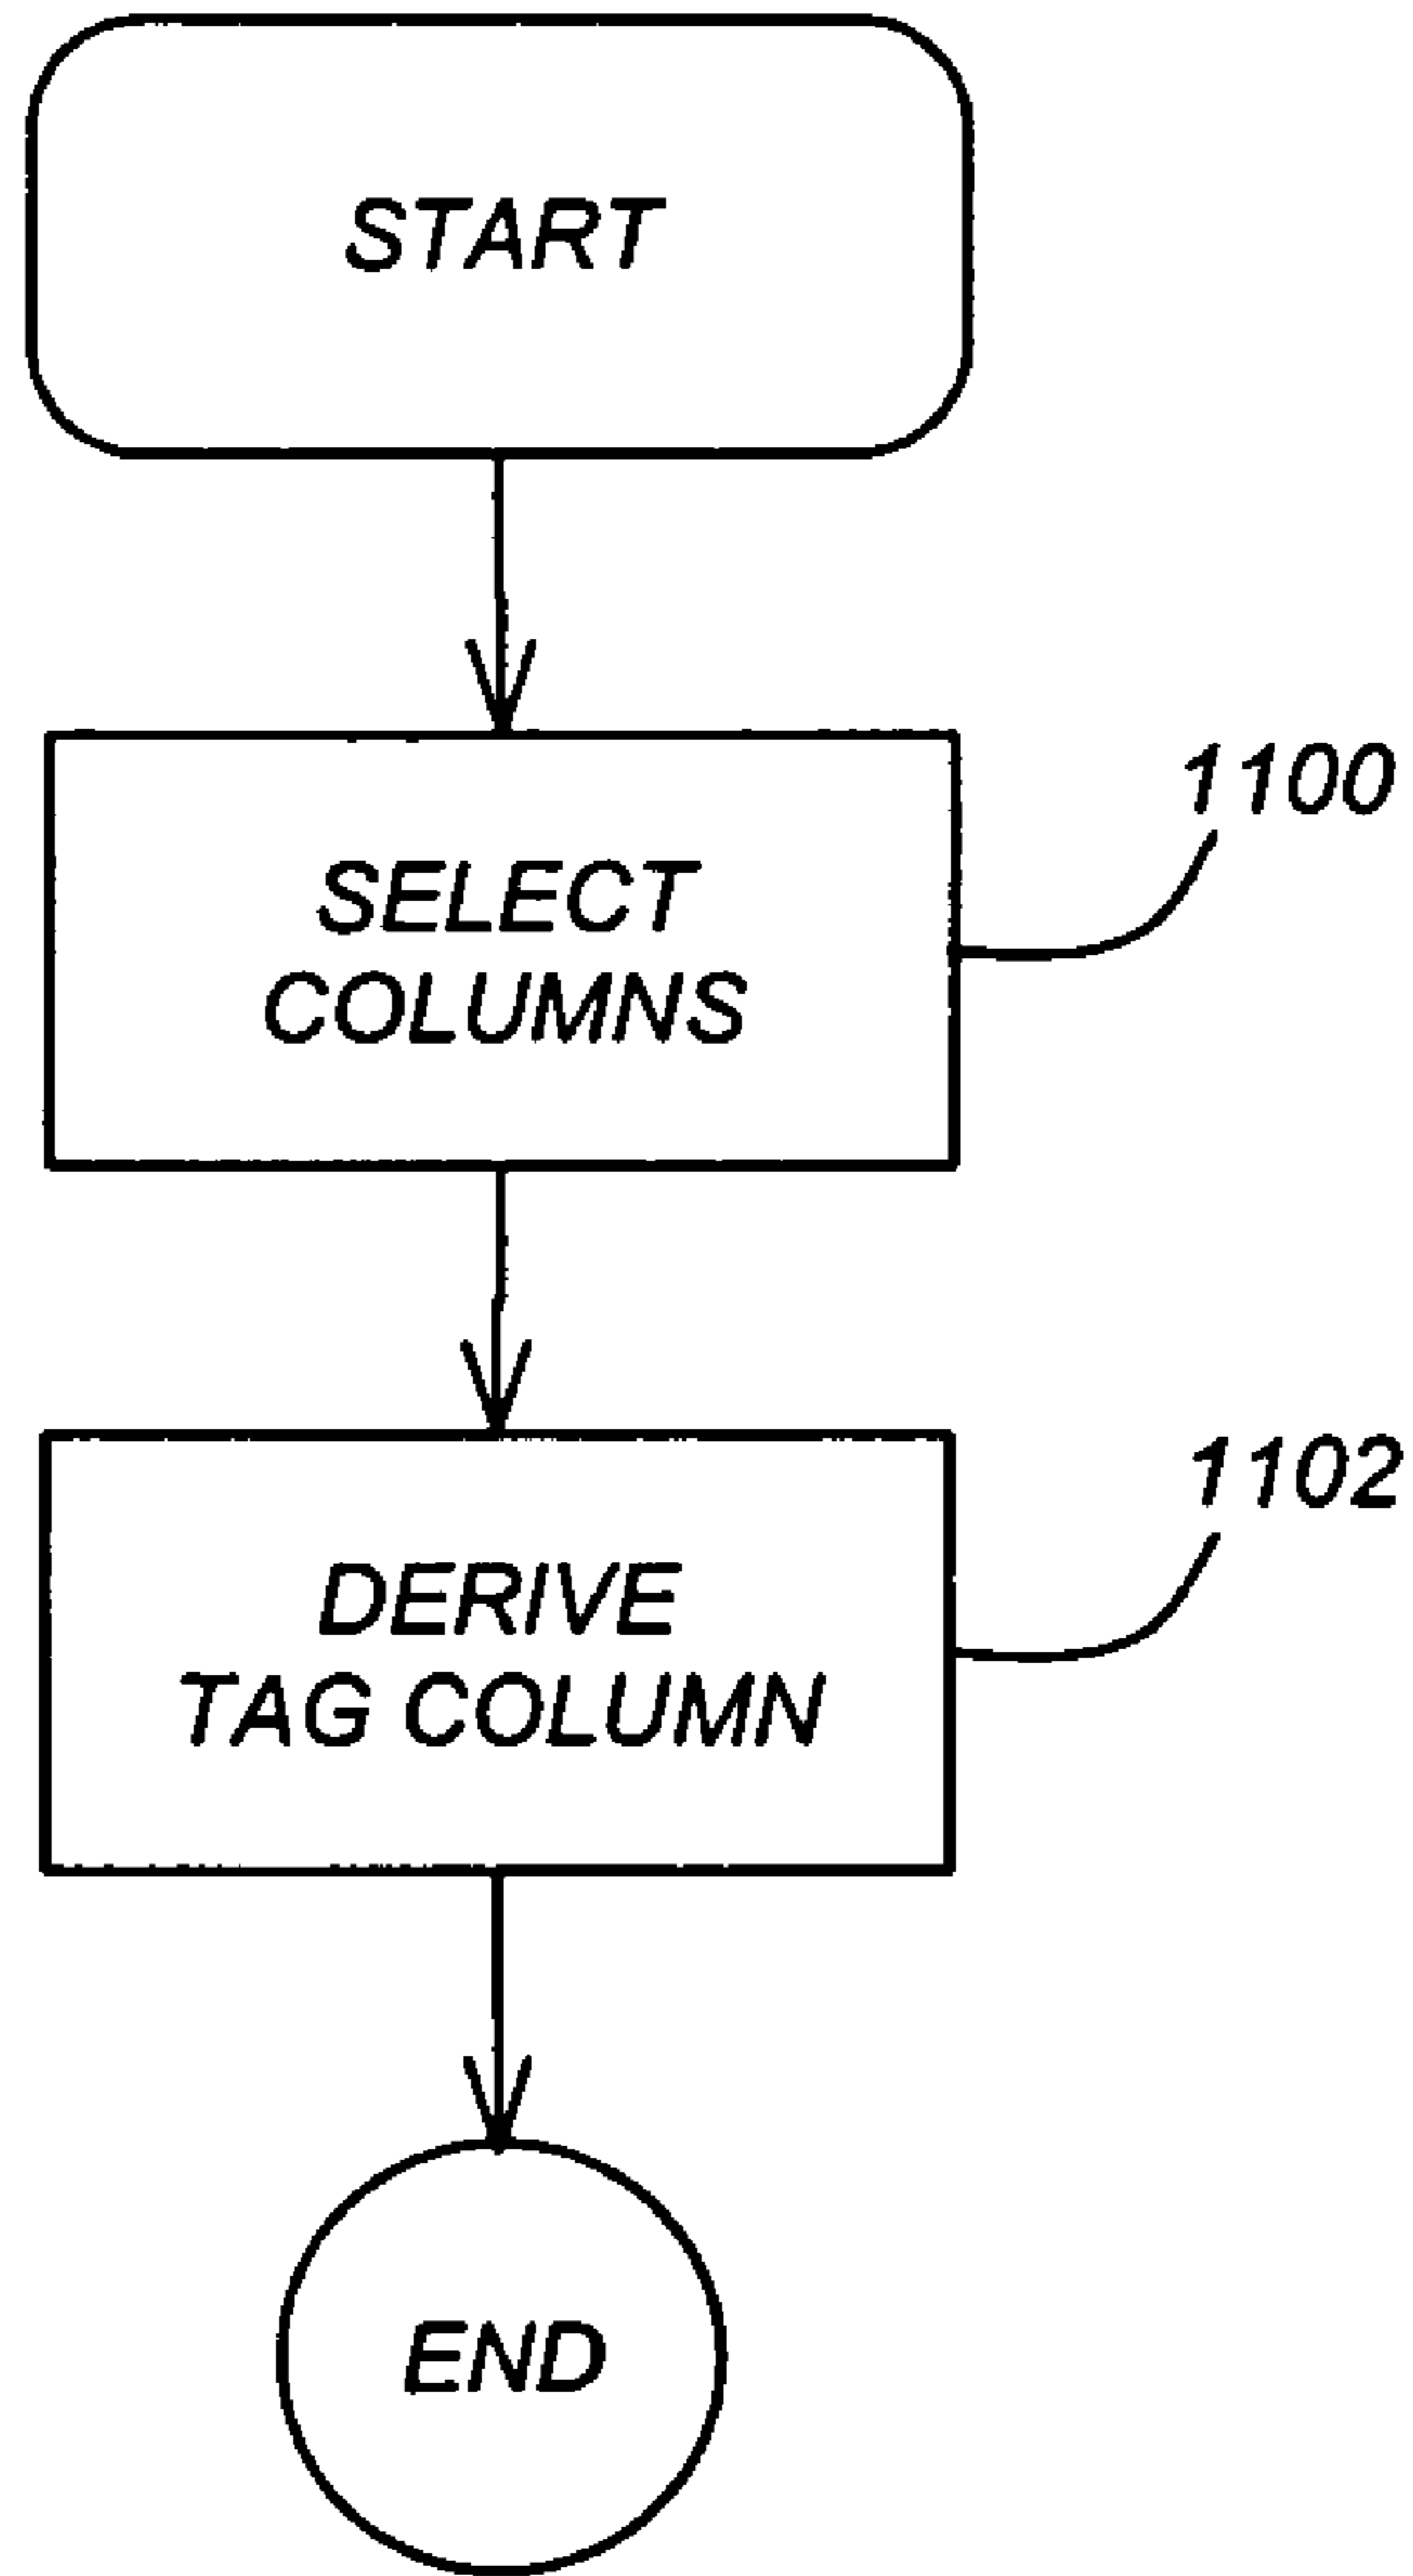 START
1100
SELECT
COLUMNS
1102
DERIVE
TAG COLUMN
END